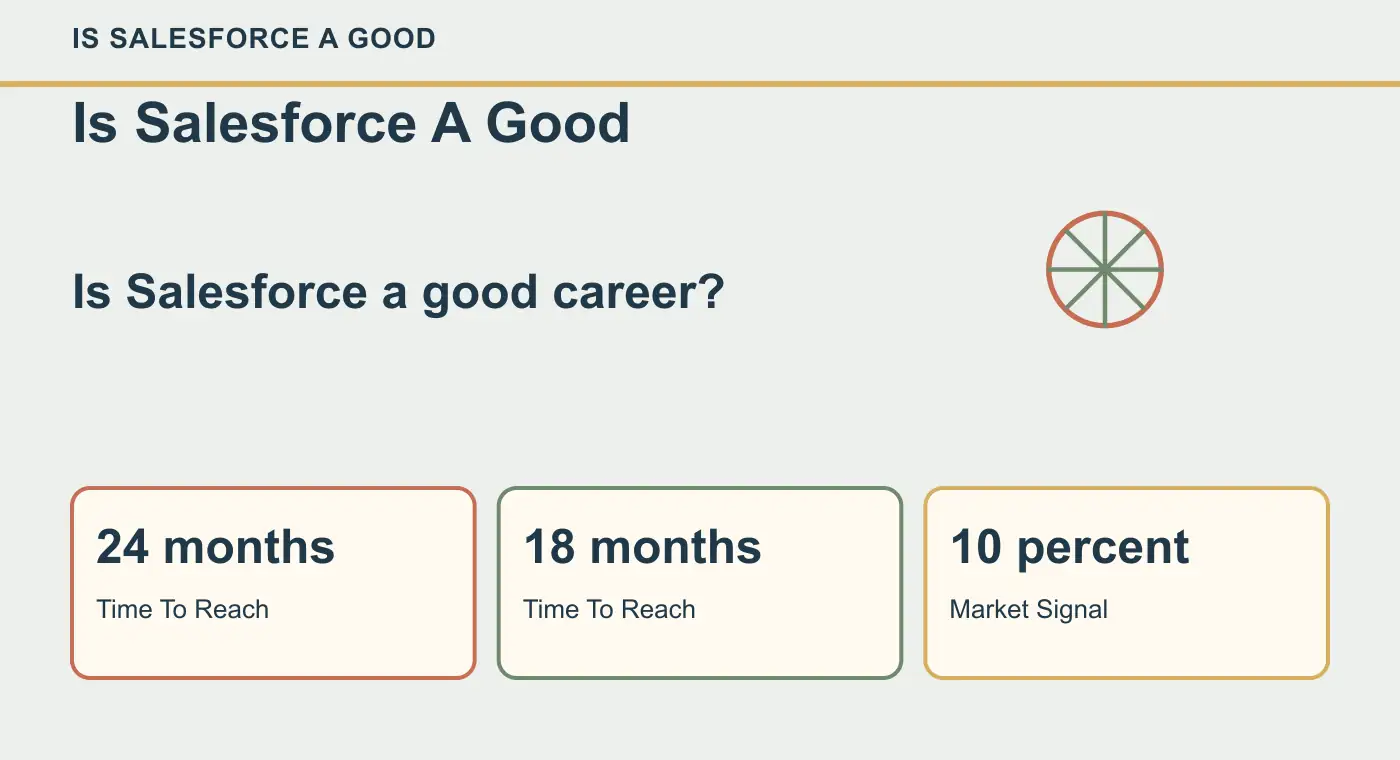 IS SALESFORCE A GOOD
Is Salesforce A Good
Is Salesforce a good career?
24 months
Time To Reach
18 months
Time To Reach
10 percent
Market Signal